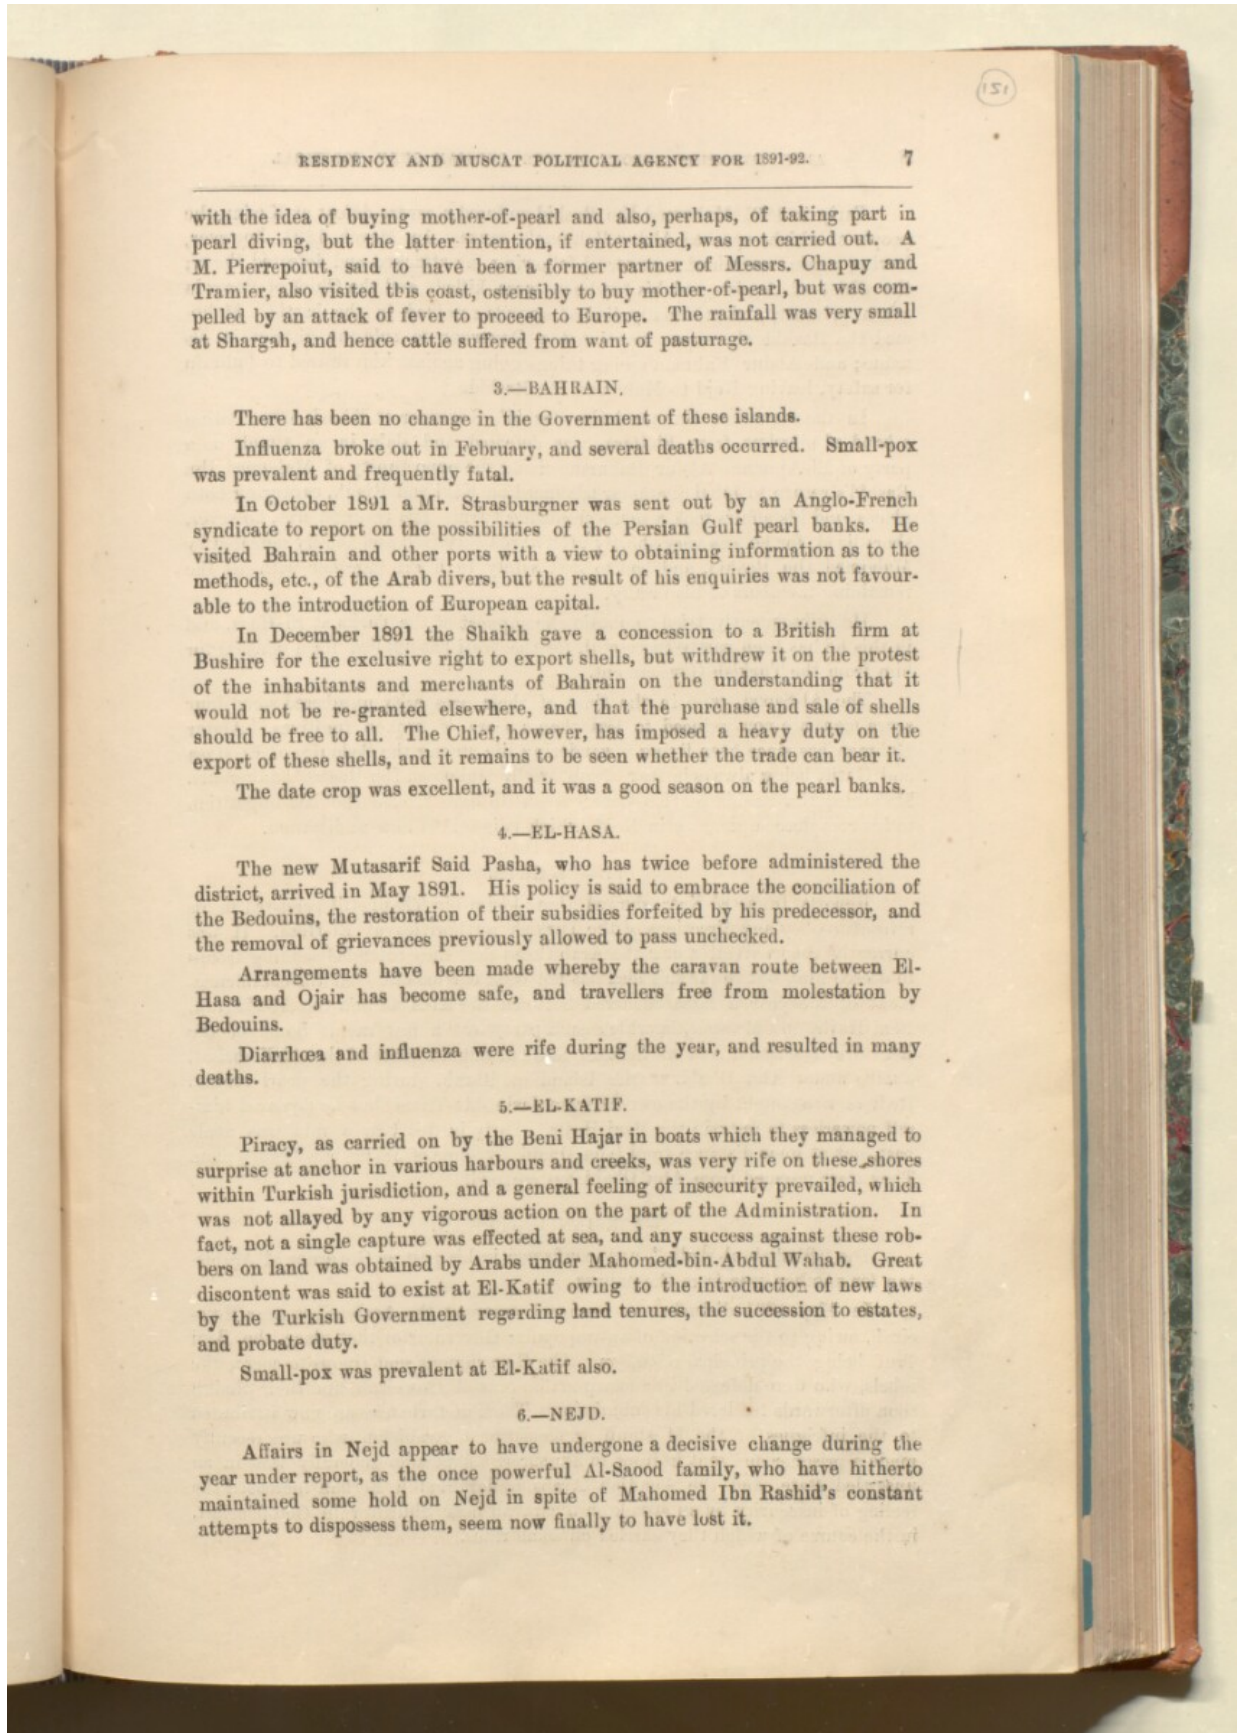 151
RESIDENCY AND MUSCAT POLITICAL AGENCY FOR 1891-92. 7
with the idea of buying mother-of-pearl and also, perhaps, of taking part in
pearl diving, but the latter intention, if entertained, was not carried out. A
M. Pierrepoint, said to have been a former partner of Messrs. Chapuy and
Tramier, also visited this coast, ostensibly to buy mother-of-pearl, but was com-
pelled by an attack of fever to proceed to Europe. The rainfall was very small
at Shargah, and hence cattle suffered from want of pasturage.
3.—BAHRAIN.
There has been no change in the Government of these islands.
Influenza broke out in February, and several deaths occurred. Small-pox
was prevalent and frequently fatal.
In October 1891 a Mr. Strasburgner was sent out by an Anglo-French
syndicate to report on the possibilities of the Persian Gulf pearl banks. He
visited Bahrain and other ports with a view to obtaining information as to the
methods, etc., of the Arab divers, but the result of his enquiries was not favour-
able to the introduction of European capital.
In December 1891 the Shaikh gave a concession to a British firm at
Bushire for the exclusive right to export shells, but withdrew it on the protest
of the inhabitants and merchants of Bahrain on the understanding that it
would not be re-granted elsewhere, and that the purchase and sale of shells
should be free to all. The Chief, however, has imposed a heavy duty on the
export of these shells, and it remains to be seen whether the trade can bear it.
The date crop was excellent, and it was a good season on the pearl banks.
4.—EL-HASA.
The new Mutasarif Said Pasha, who has twice before administered the
district, arrived in May 1891. His policy is said to embrace the conciliation of
the Bedouins, the restoration of their subsidies forfeited by his predecessor, and
the removal of grievances previously allowed to pass unchecked.
Arrangements have been made whereby the caravan route between El-
Hasa and Ojair has become safe, and travellers free from molestation by
Bedouins.
Diarrhœa and influenza were rife during the year, and resulted in many
deaths.
5.—EL-KATIF.
Piracy, as carried on by the Beni Hajar in boats which they managed to
surprise at anchor in various harbours and creeks, was very rife on these shores
within Turkish jurisdiction, and a general feeling of insecurity prevailed, which
was not allayed by any vigorous action on the part of the Administration. In
fact, not a single capture was effected at sea, and any success against these rob-
bers on land was obtained by Arabs under Mahomed-bin-Abdul Wahab. Great
discontent was said to exist at El-Katif owing to the introduction of new laws
by the Turkish Government regarding land tenures, the succession to estates,
and probate duty.
Small-pox was prevalent at El-Katif also.
6.—NEJD.
Affairs in Nejd appear to have undergone a decisive change during the
year under report, as the once powerful Al-Saood family, who have hitherto
maintained some hold on Nejd in spite of Mahomed Ibn Rashid's constant
attempts to dispossess them, seem now finally to have lost it.